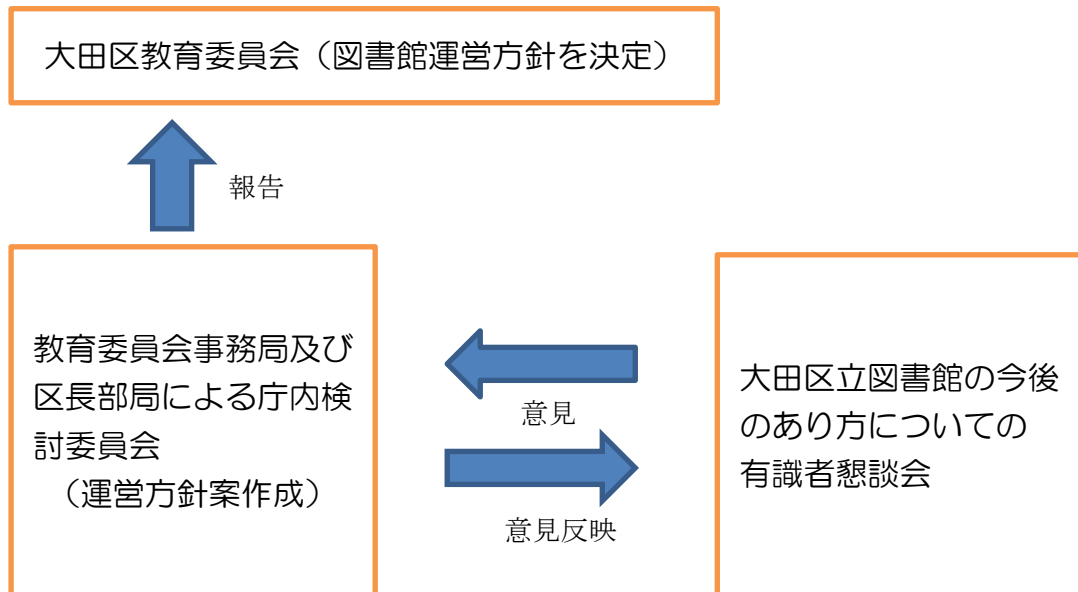 大田区教育委員会（図書館運営方針を決定）
報告
教育委員会事務局及び
区長部局による庁内検
討委員会
（運営方針案作成）
意見
意見反映
大田区立図書館の今後
のあり方についての
有識者懇談会